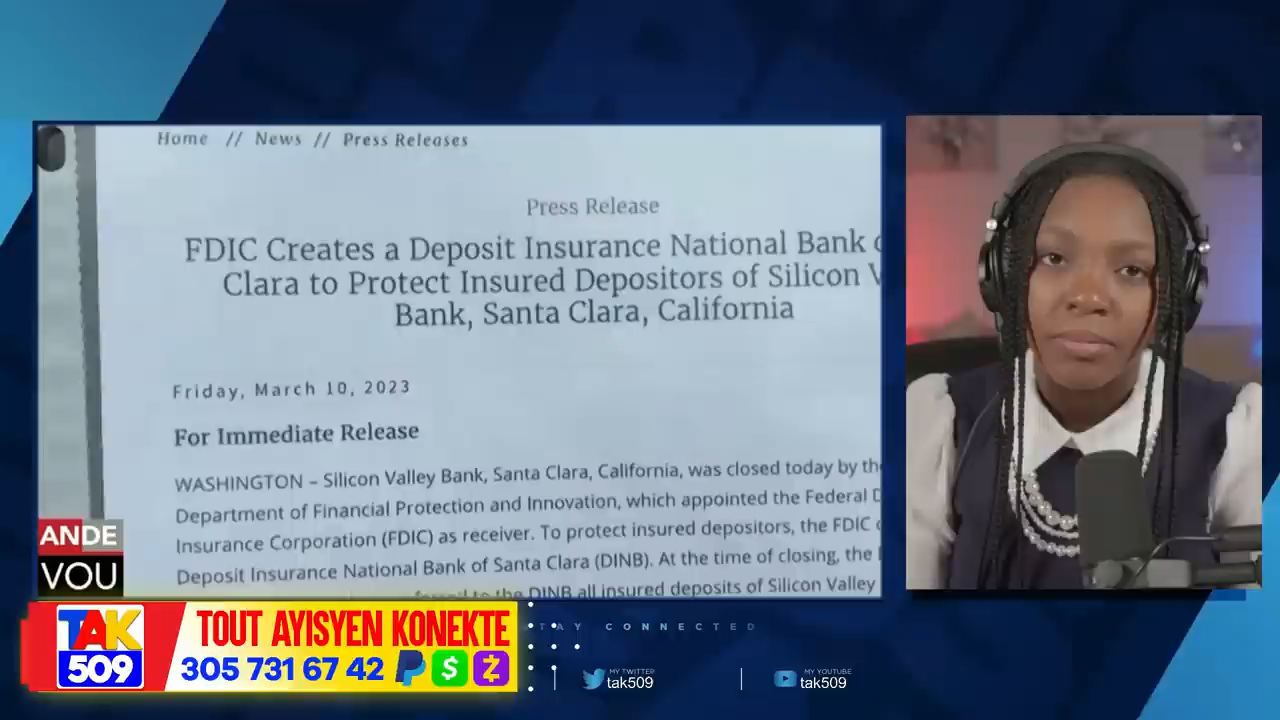 Home // News // Press Releases
Press Release
FDIC Creates a Deposit Insurance National Bank
Clara to Protect Insured Depositors of Silicon V
Bank, Santa Clara, California
Friday, March 10, 2023
For Immediate Release
WASHINGTON – Silicon Valley Bank, Santa Clara, California, was closed today by the
Department of Financial Protection and Innovation, which appointed the Federal D
Insurance Corporation (FDIC) as receiver. To protect insured depositors, the FDIC
Deposit Insurance National Bank of Santa Clara (DINB). At the time of closing, the
to the DINB all insured deposits of Silicon Valley
ANDE
VOU
TAK
509
TOUT AYISYEN KONEKTE
305 731 67 42
TAY CONNECTED
MY TWITTER
tak509
MY YOUTUBE
tak509